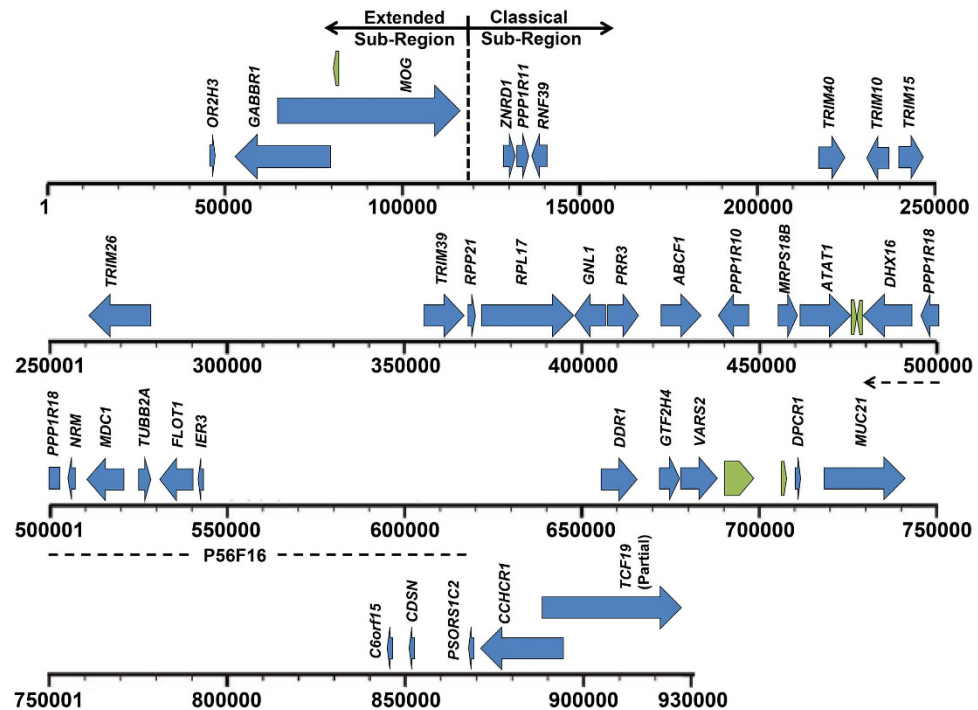 Extended Classical
Sub-Region Sub-Region
OR2H3 GABBR1 MOG ZNRD1 PPP1R11 RNF39 TRIM40 TRIM10 TRIM15
1 50000 100000 150000 200000 250000
TRIM26 TRIM39 RPP21 RPL17 GNL1 PRR3 ABCF1 PPP1R10 MRPS18B ATAT1 DHX16 PPP1R18
250001 300000 350000 400000 450000 500000
PPP1R18 NRM MDC1 TUBB2A FLOT1 IER3 DDR1 GTF2H4 VARS2 DPCR1 MUC21
500001 550000 600000 650000 700000 750000
P56F16
C6orf15 CDSN PSORS1C2 CCHCR1 TCF19
(Partial)
750001 800000 850000 900000 930000